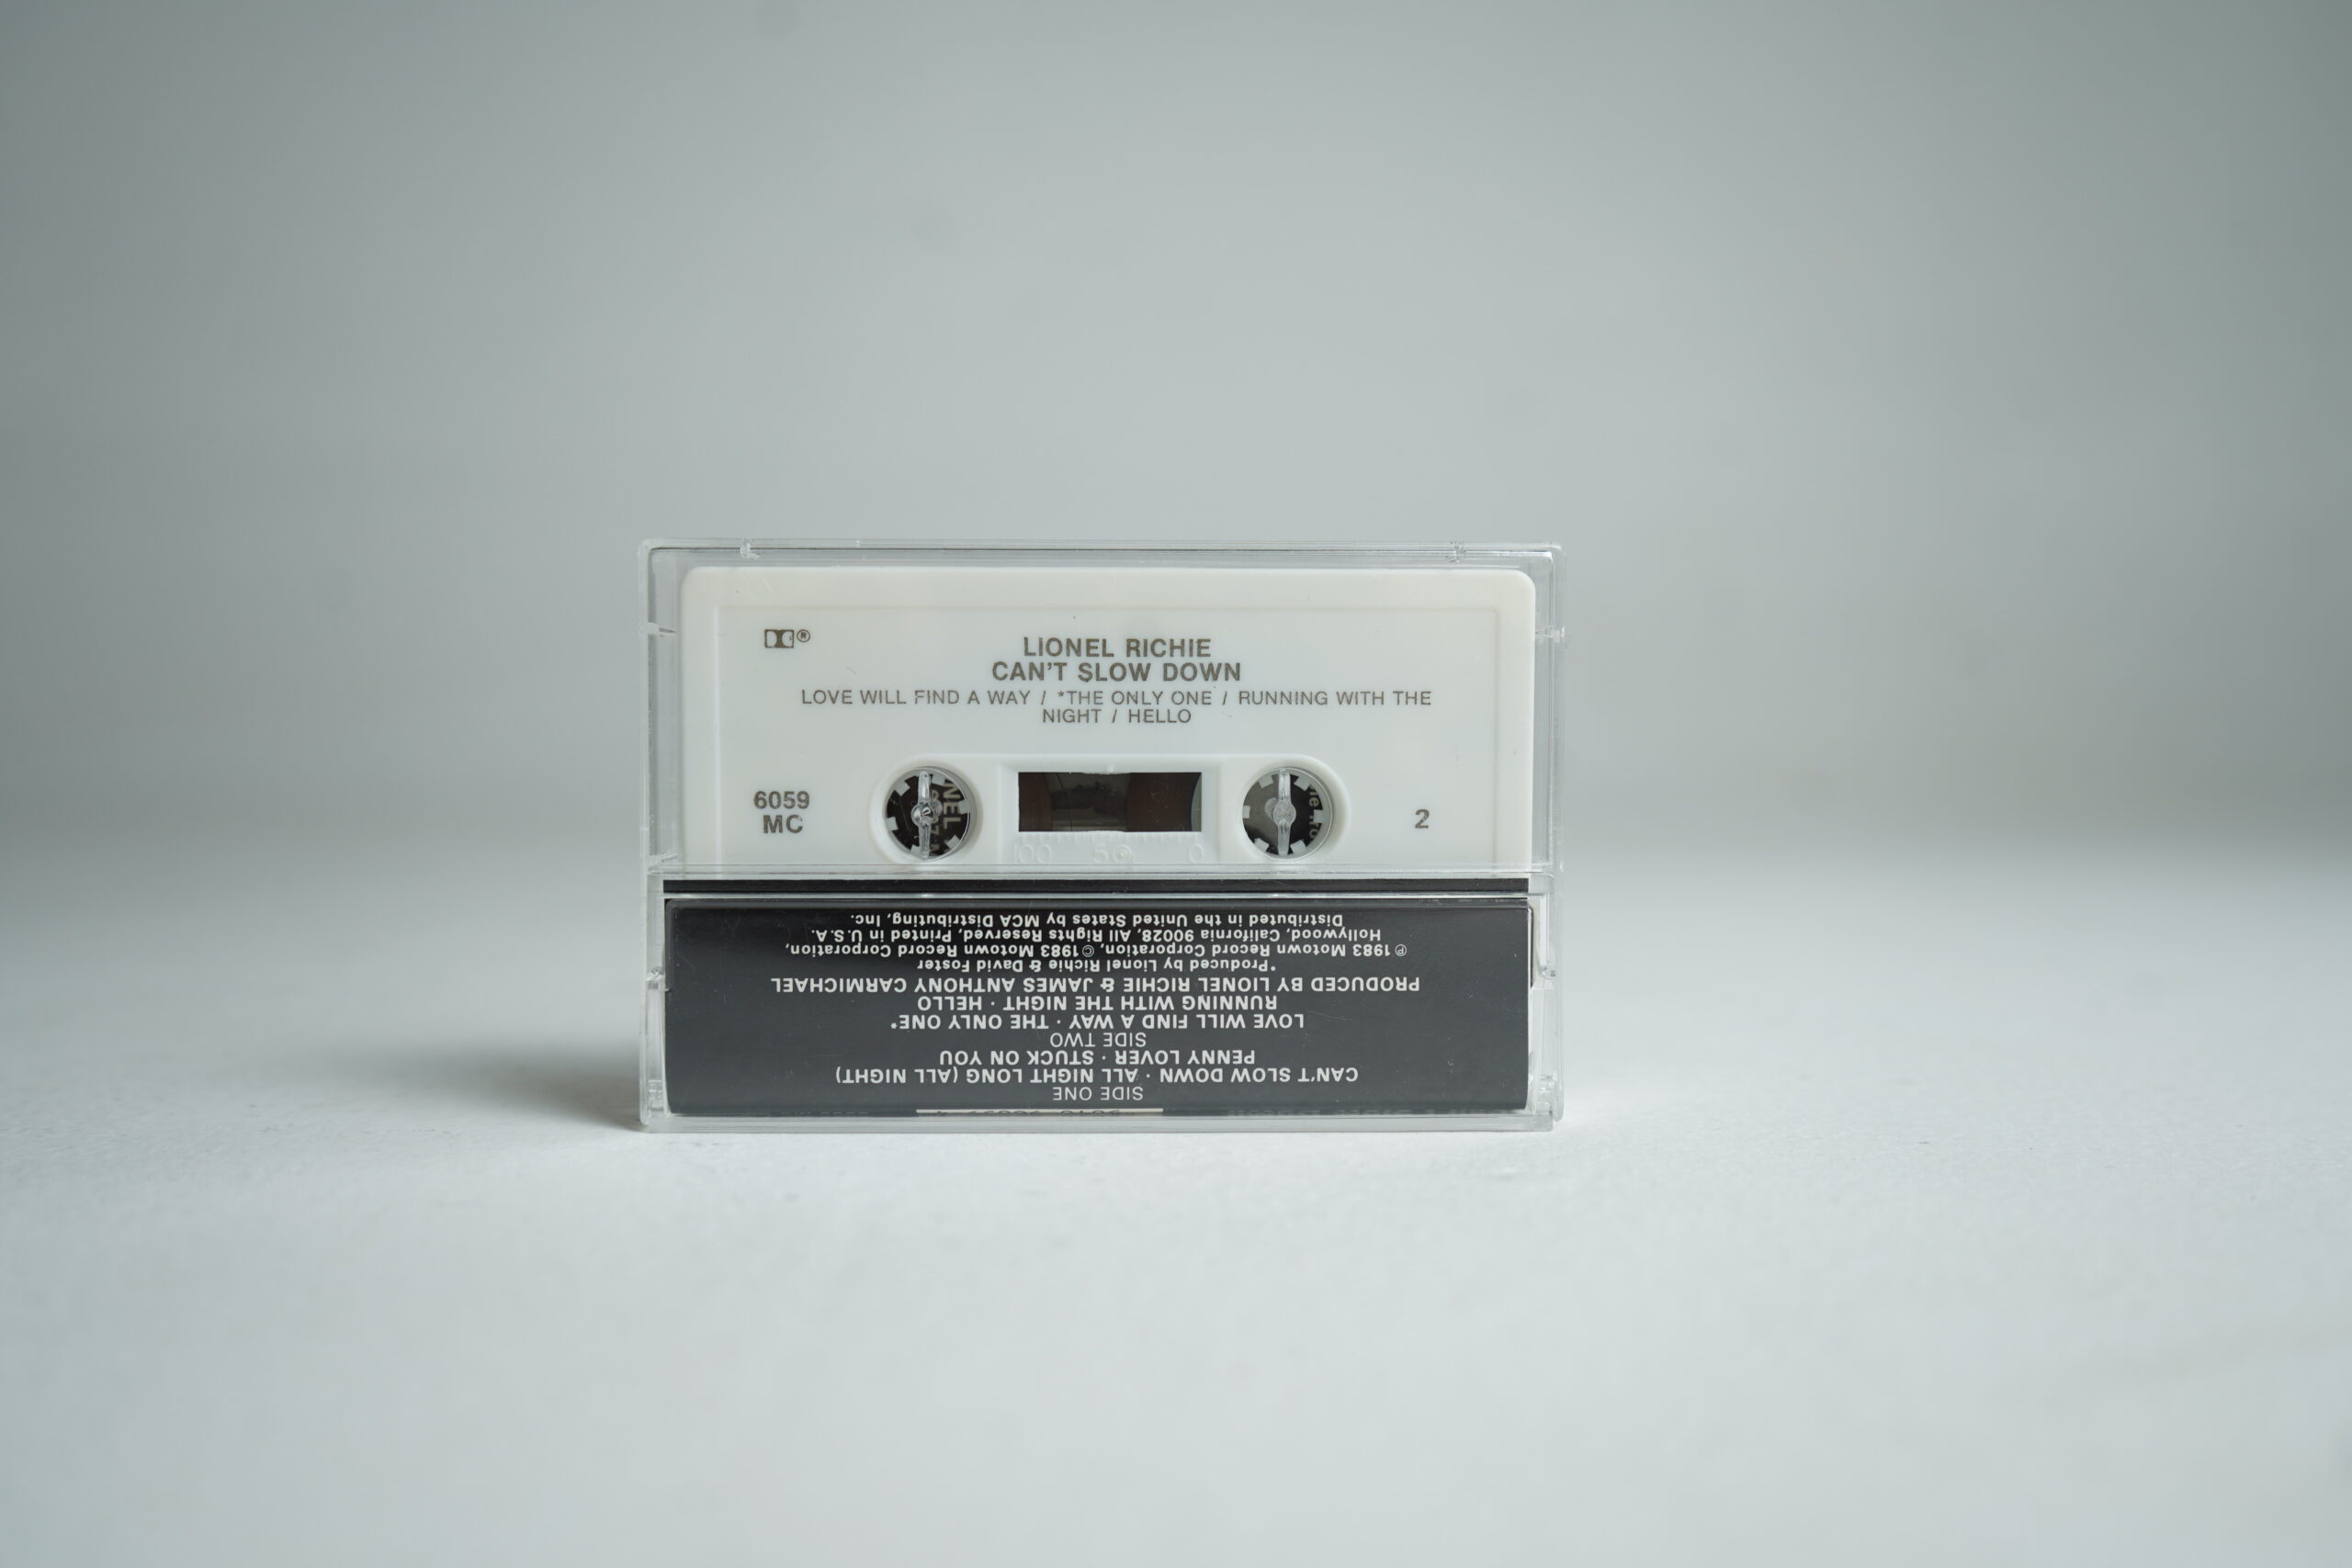 LIONEL RICHIE
CAN'T SLOW DOWN
LOVE WILL FIND A WAY / *THE ONLY ONE / RUNNING WITH THE
NIGHT / HELLO
6059
MC
2
100 50 0
SIDE ONE
CAN'T SLOW DOWN · ALL NIGHT LONG (ALL NIGHT)
PENNY LOVER · STUCK ON YOU
SIDE TWO
LOVE WILL FIND A WAY · THE ONLY ONE*
RUNNING WITH THE NIGHT · HELLO
PRODUCED BY LIONEL RICHIE & JAMES ANTHONY CARMICHAEL
*Produced by Lionel Richie & David Foster
℗1983 Motown Record Corporation, ©1983 Motown Record Corporation,
Hollywood, California 90028, All Rights Reserved, Printed in U.S.A.
Distributed in the United States by MCA Distributing, Inc.